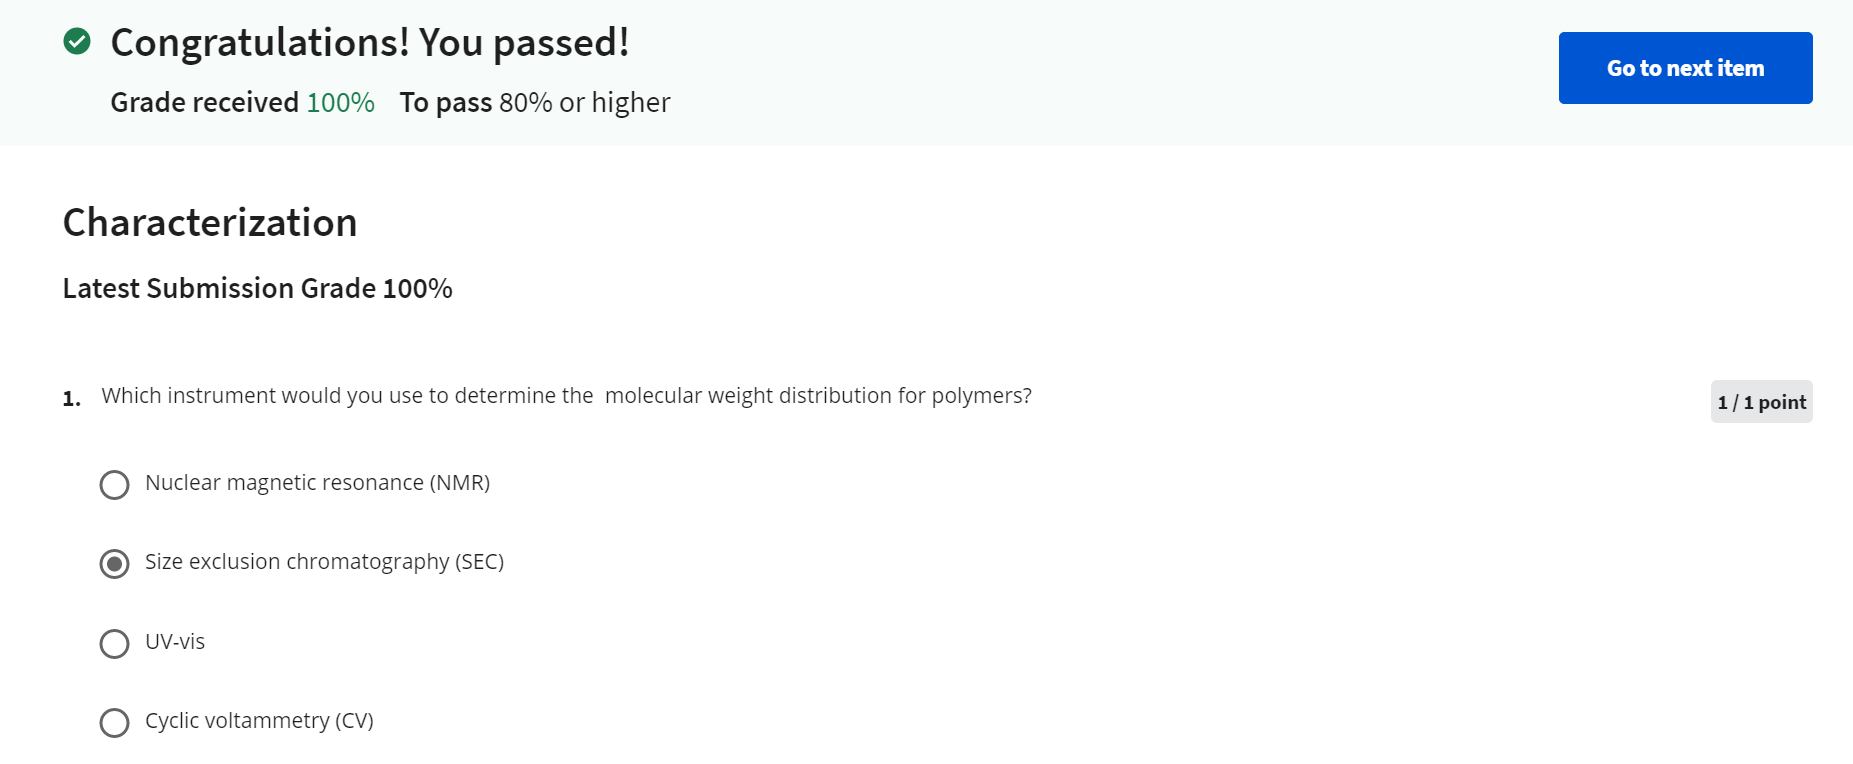 Congratulations! You passed!
Go to next item
Grade received 100% To pass 80% or higher
Characterization
Latest Submission Grade 100%
1. Which instrument would you use to determine the  molecular weight distribution for polymers?
1 / 1 point
Nuclear magnetic resonance (NMR)
Size exclusion chromatography (SEC)
UV-vis
Cyclic voltammetry (CV)